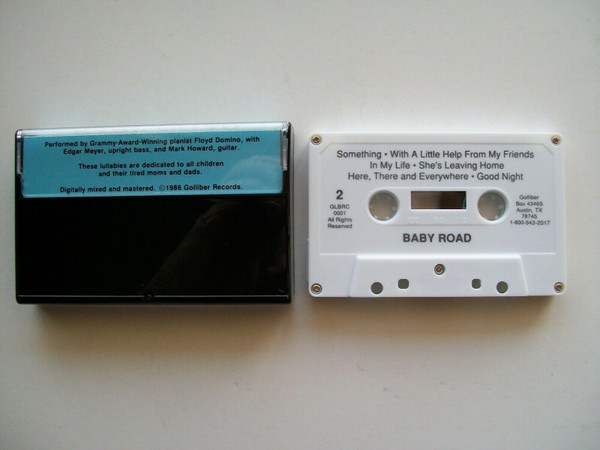 Performed by Grammy-Award-Winning pianist Floyd Domino, with
Edgar Meyer, upright bass, and Mark Howard, guitar.
These lullabies are dedicated to all children
and their tired moms and dads.
Digitally mixed and mastered. ©1986 Golliber Records.
Something • With A Little Help From My Friends
In My Life • She's Leaving Home
Here, There and Everywhere • Good Night
2
GLBRC
0001
All Rights
Reserved
Golliber
Box 43465
Austin, TX
78745
1-800-543-2017
BABY ROAD